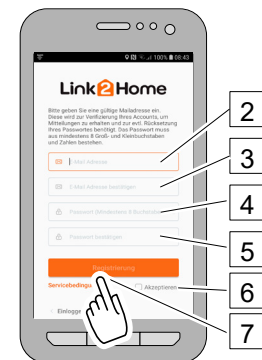 100% 08:43
Link2Home
Bitte geben Sie eine gültige Mailadresse ein.
Diese wird zur Verifizierung Ihres Accounts, um
Mitteilungen zu erhalten und zur evtl. Rücksetzung
Ihres Passwortes benötigt. Das Passwort muss
aus mindestens 8 Groß- und Kleinbuchstaben
und Zahlen bestehen.
E-Mail Adresse
2
E-Mail Adresse bestätigen
3
Passwort (mindestens 8 Buchstaben
4
Passwort bestätigen
5
Registrierung
Servicebedingu
Akzeptieren
6
Einlogge
7